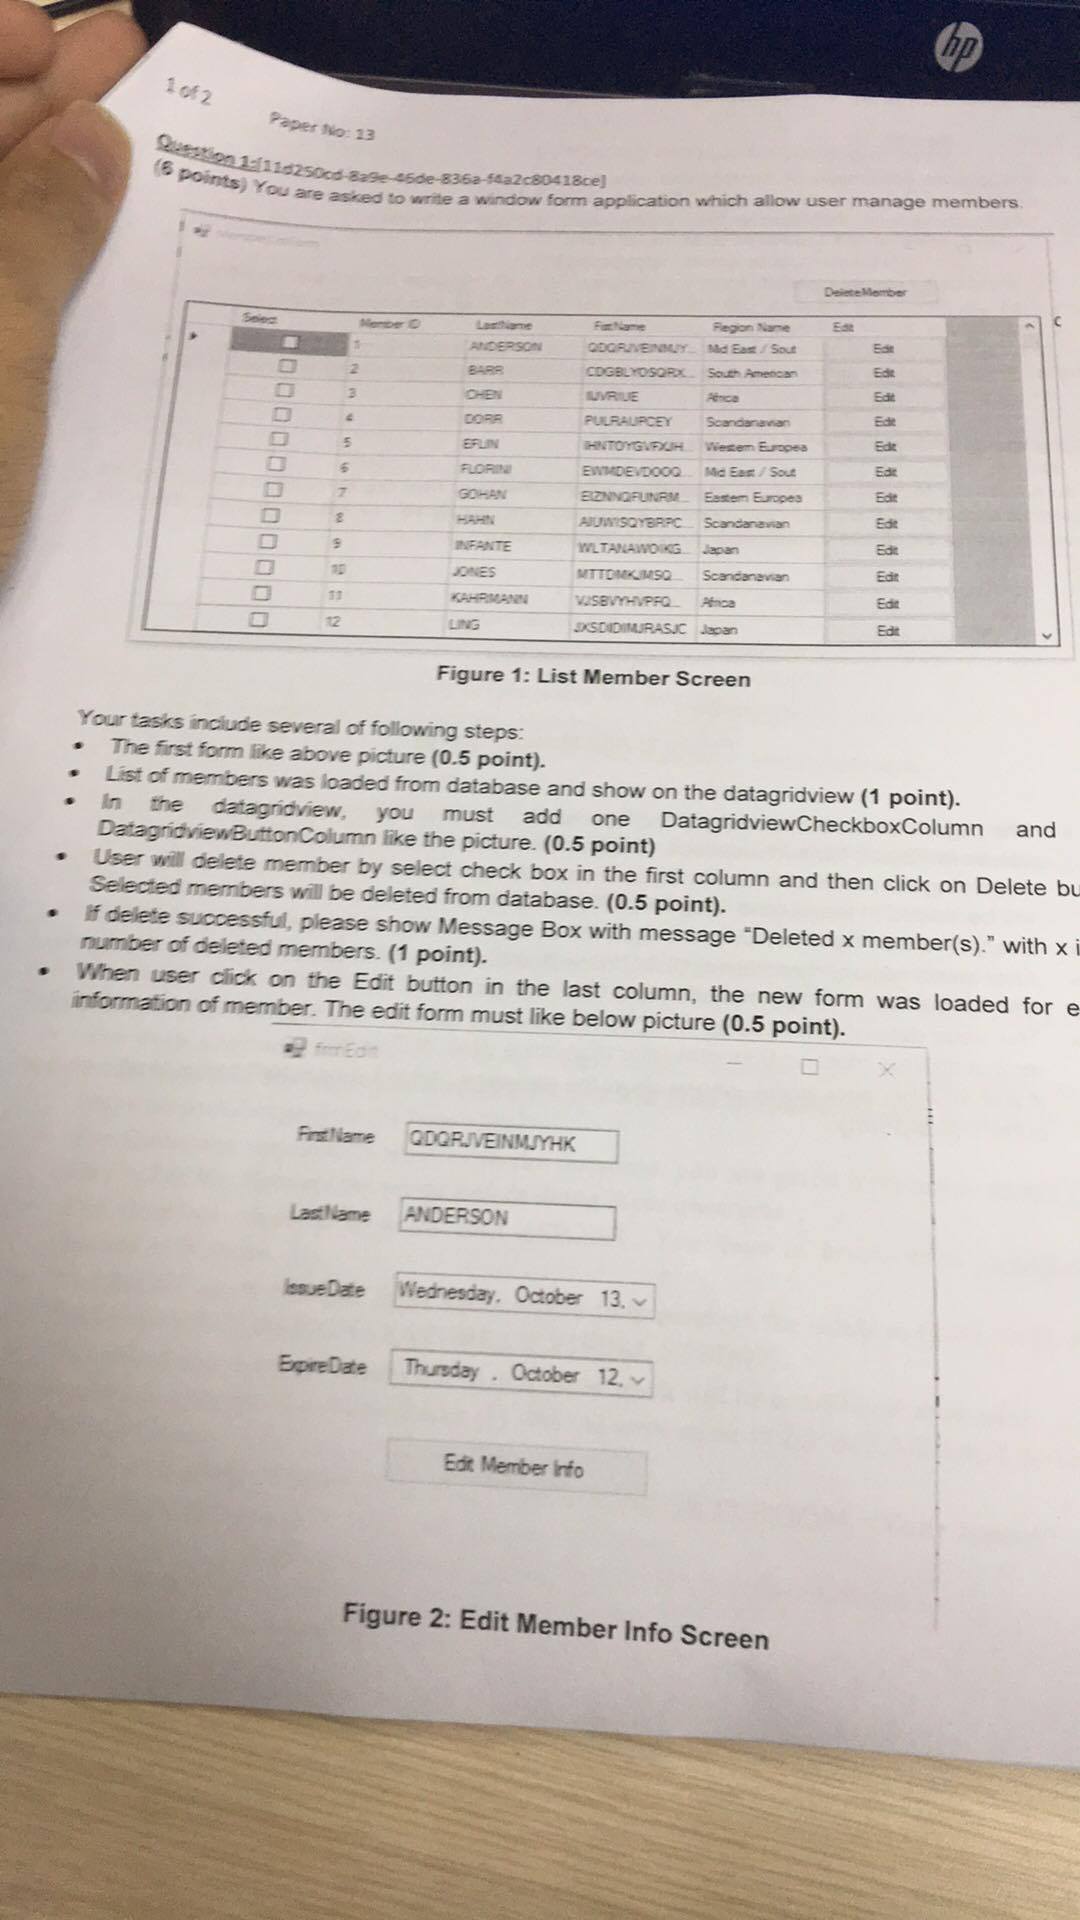 hp
1 of 2
Paper No: 13
Question 1:[11d250cd-8a9e-46de-836a-f4a2c80418ce]
(6 points) You are asked to write a window form application which allow user manage members.
DeleteMember
Select Member ID LastName FirstName Region Name Edit
1 ANDERSON QDQRJVEINMJY... Mid East / Sout Edit
2 BARR CDGBLYOSQRX... South American Edit
3 CHEN Africa Edit
4 DORR PULRAURCEY Scandanavian Edit
5 EFLIN Western Europea Edit
6 FLORINI EWMDEVDOOQ... Mid East / Sout Edit
7 GOHAN EIZNNQFUNRM... Eastern Europea Edit
8 HAHN AIUWISQYBRPC... Scandanavian Edit
9 INFANTE WLTANAWOIKG... Japan Edit
10 JONES MTTDMKJMSQ... Scandanavian Edit
11 KAHRMANN VJSBVYHVPFQ... Africa Edit
12 LING JXSDIDIMJRASJC Japan Edit
Figure 1: List Member Screen
Your tasks include several of following steps:
• The first form like above picture (0.5 point).
• List of members was loaded from database and show on the datagridview (1 point).
• In the datagridview, you must add one DatagridviewCheckboxColumn and
DatagridviewButtonColumn like the picture. (0.5 point)
• User will delete member by select check box in the first column and then click on Delete bu
Selected members will be deleted from database. (0.5 point).
• If delete successful, please show Message Box with message “Deleted x member(s).” with x i
number of deleted members. (1 point).
• When user click on the Edit button in the last column, the new form was loaded for e
information of member. The edit form must like below picture (0.5 point).
frmEdit
FirstName QDQRJVEINMJYHK
LastName ANDERSON
IssueDate Wednesday, October 13,
ExpireDate Thursday , October 12,
Edit Member Info
Figure 2: Edit Member Info Screen